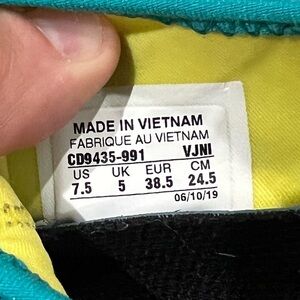 MADE IN VIETNAM
FABRIQUE AU VIETNAM
CD9435-991 VJNI
US UK EUR CM
7.5 5 38.5 24.5
06/10/19